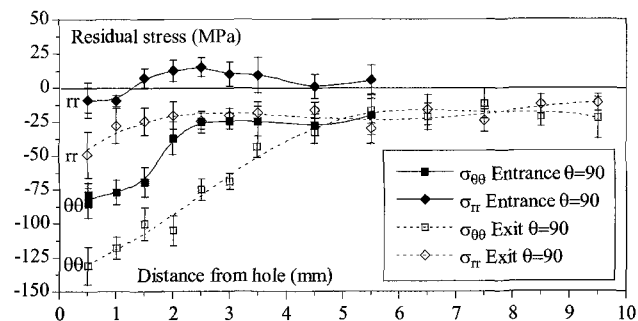 Residual stress (MPa)
50
25
0
-25
-50
-75
-100
-125
-150
rr
rr
θθ
θθ
σθθ Entrance θ=90
σrr Entrance θ=90
σθθ Exit θ=90
σrr Exit θ=90
Distance from hole (mm)
0 1 2 3 4 5 6 7 8 9 10